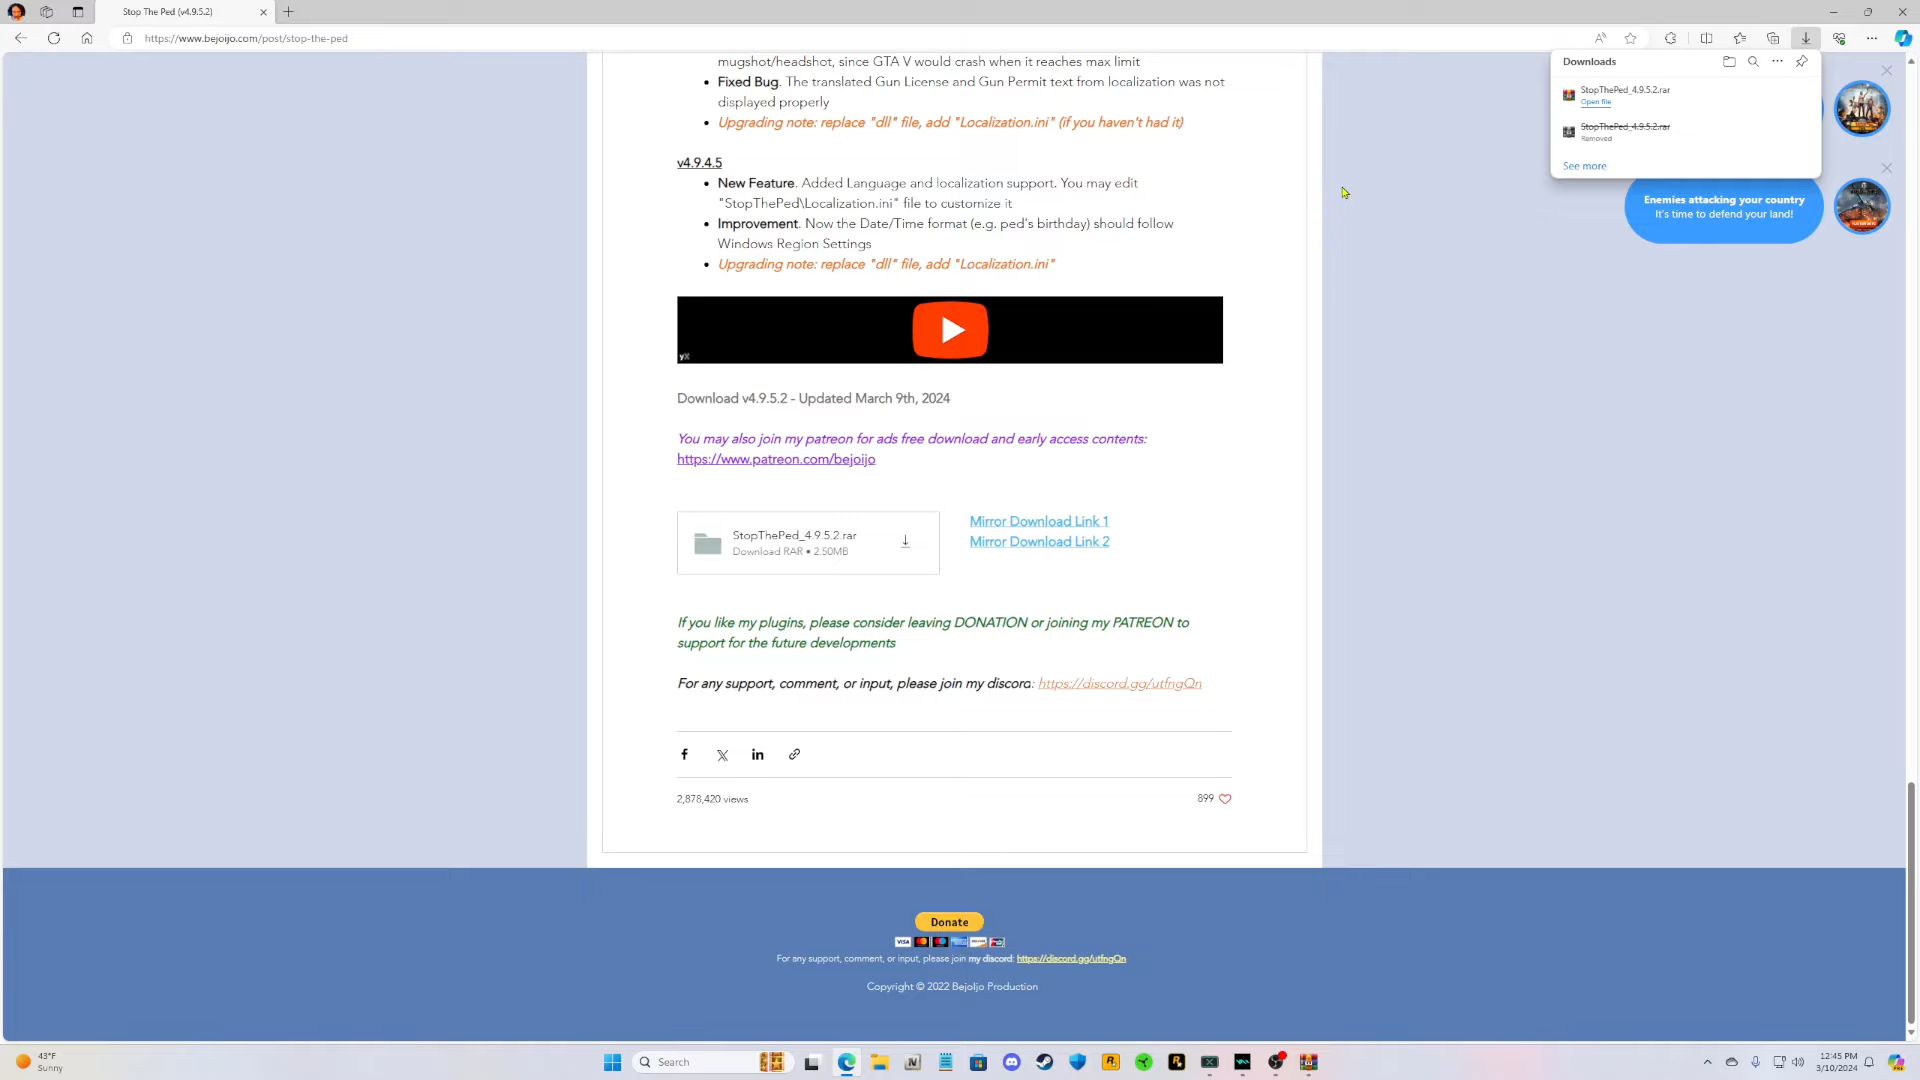 Stop The Ped (v4.9.5.2)
https://www.bejoijo.com/post/stop-the-ped
mugshot/headshot, since GTA V would crash when it reaches max limit
Fixed Bug. The translated Gun License and Gun Permit text from localization was not
displayed properly
Upgrading note: replace "dll" file, add "Localization.ini" (if you haven't had it)
v4.9.4.5
New Feature. Added Language and localization support. You may edit
"StopThePed\Localization.ini" file to customize it
Improvement. Now the Date/Time format (e.g. ped's birthday) should follow
Windows Region Settings
Upgrading note: replace "dll" file, add "Localization.ini"
Download v4.9.5.2 - Updated March 9th, 2024
You may also join my patreon for ads free download and early access contents:
https://www.patreon.com/bejoijo
StopThePed_4.9.5.2.rar
Download RAR • 2.50MB
Mirror Download Link 1
Mirror Download Link 2
If you like my plugins, please consider leaving DONATION or joining my PATREON to
support for the future developments
For any support, comment, or input, please join my discord: https://discord.gg/utfngQn
2,878,420 views
899
Donate
VISA
For any support, comment, or input, please join my discord: https://discord.gg/utfngQn
Copyright © 2022 BejoIjo Production
Downloads
StopThePed_4.9.5.2.rar
Open file
StopThePed_4.9.5.2.rar
Removed
See more
Enemies attacking your country
It's time to defend your land!
43°F
Sunny
Search
12:45 PM
3/10/2024